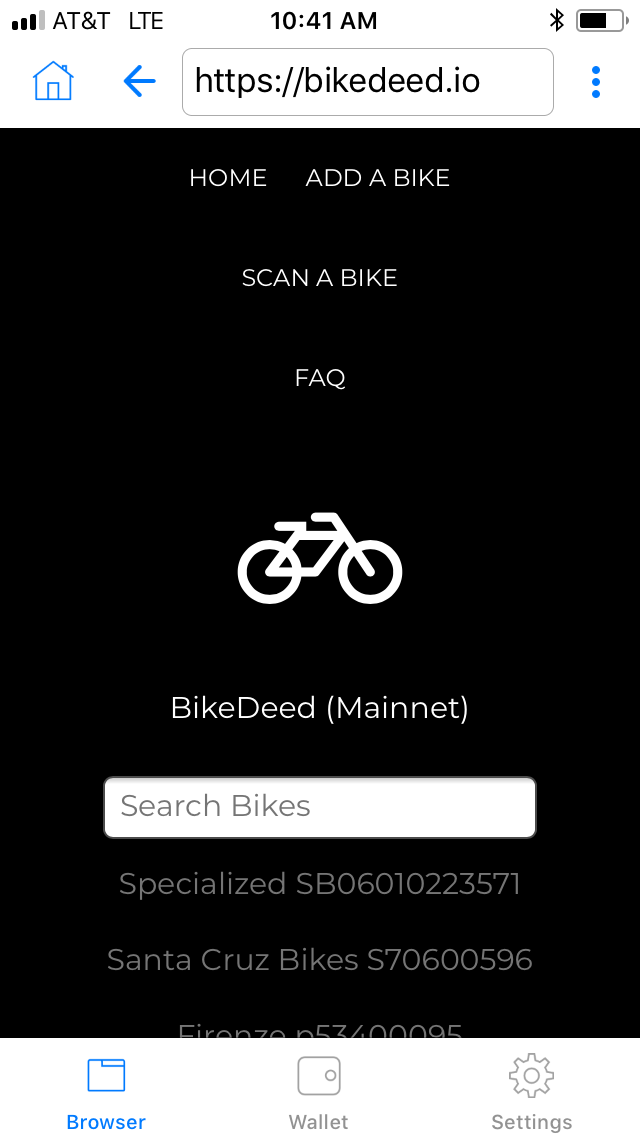 AT&T LTE 10:41 AM
https://bikedeed.io
HOME ADD A BIKE
SCAN A BIKE
FAQ
BikeDeed (Mainnet)
Search Bikes
Specialized SB06010223571
Santa Cruz Bikes S70600596
Firenze p53400095
Browser Wallet Settings